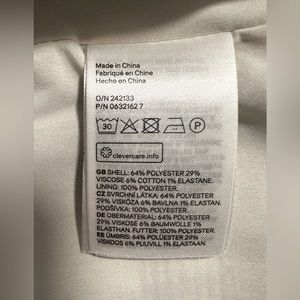 Made in China
Fabriqué en Chine
Hecho en China
O/N 242133
P/N 0632162 7
30
P
clevercare.info
GB SHELL: 64% POLYESTER 29%
VISCOSE 6% COTTON 1% ELASTANE.
LINING: 100% POLYESTER.
CZ SVRCHNÍ LÁTKA: 64% POLYESTER
29% VISKÓZA 6% BAVLNA 1% ELASTAN.
PODŠÍVKA: 100% POLYESTER.
DE OBERMATERIAL: 64% POLYESTER
29% VISKOSE 6% BAUMWOLLE 1%
ELASTHAN. FUTTER: 100% POLYESTER
EE ÜMBRIS: 64% POLÜESTER 29%
VISKOOS 6% PUUVILL 1% ELASTAAN.